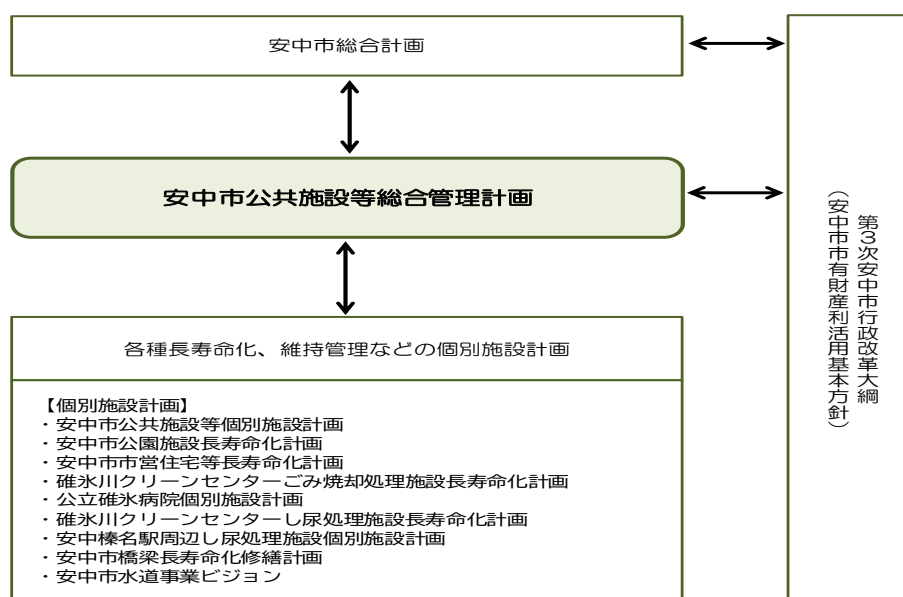 安中市総合計画
安中市公共施設等総合管理計画
各種長寿命化、維持管理などの個別施設計画
【個別施設計画】
・安中市公共施設等個別施設計画
・安中市公園施設長寿命化計画
・安中市市営住宅等長寿命化計画
・碓氷川クリーンセンターごみ焼却処理施設長寿命化計画
・公立碓氷病院個別施設計画
・碓氷川クリーンセンターし尿処理施設長寿命化計画
・安中榛名駅周辺し尿処理施設個別施設計画
・安中市橋梁長寿命化修繕計画
・安中市水道事業ビジョン
第3次安中市行政改革大綱
（安中市市有財産利活用基本方針）